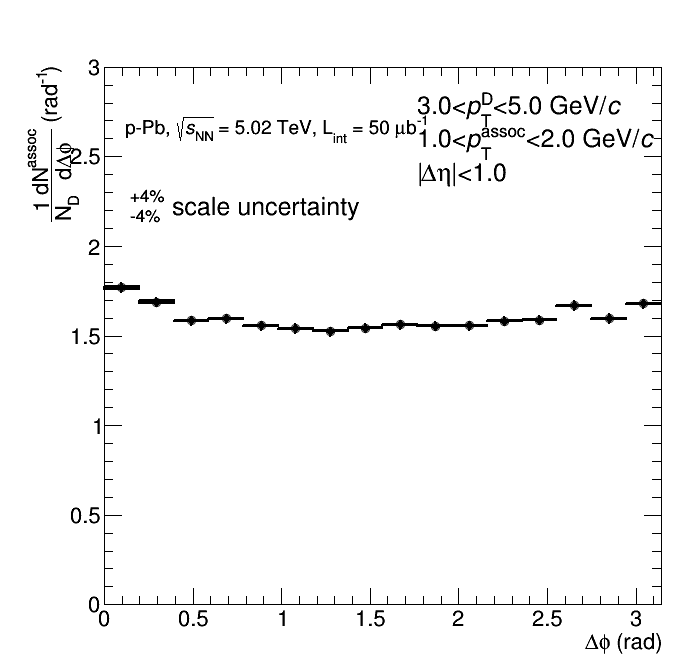 3
2.5
2
1.5
1
0.5
0
1 dN^assoc
N_D dΔφ (rad^-1)
p-Pb, √s_NN = 5.02 TeV, L_int = 50 μb^-1
3.0<p_T^D<5.0 GeV/c
1.0<p_T^assoc<2.0 GeV/c
|Δη|<1.0
+4%
-4% scale uncertainty
0 0.5 1 1.5 2 2.5 3
Δφ (rad)